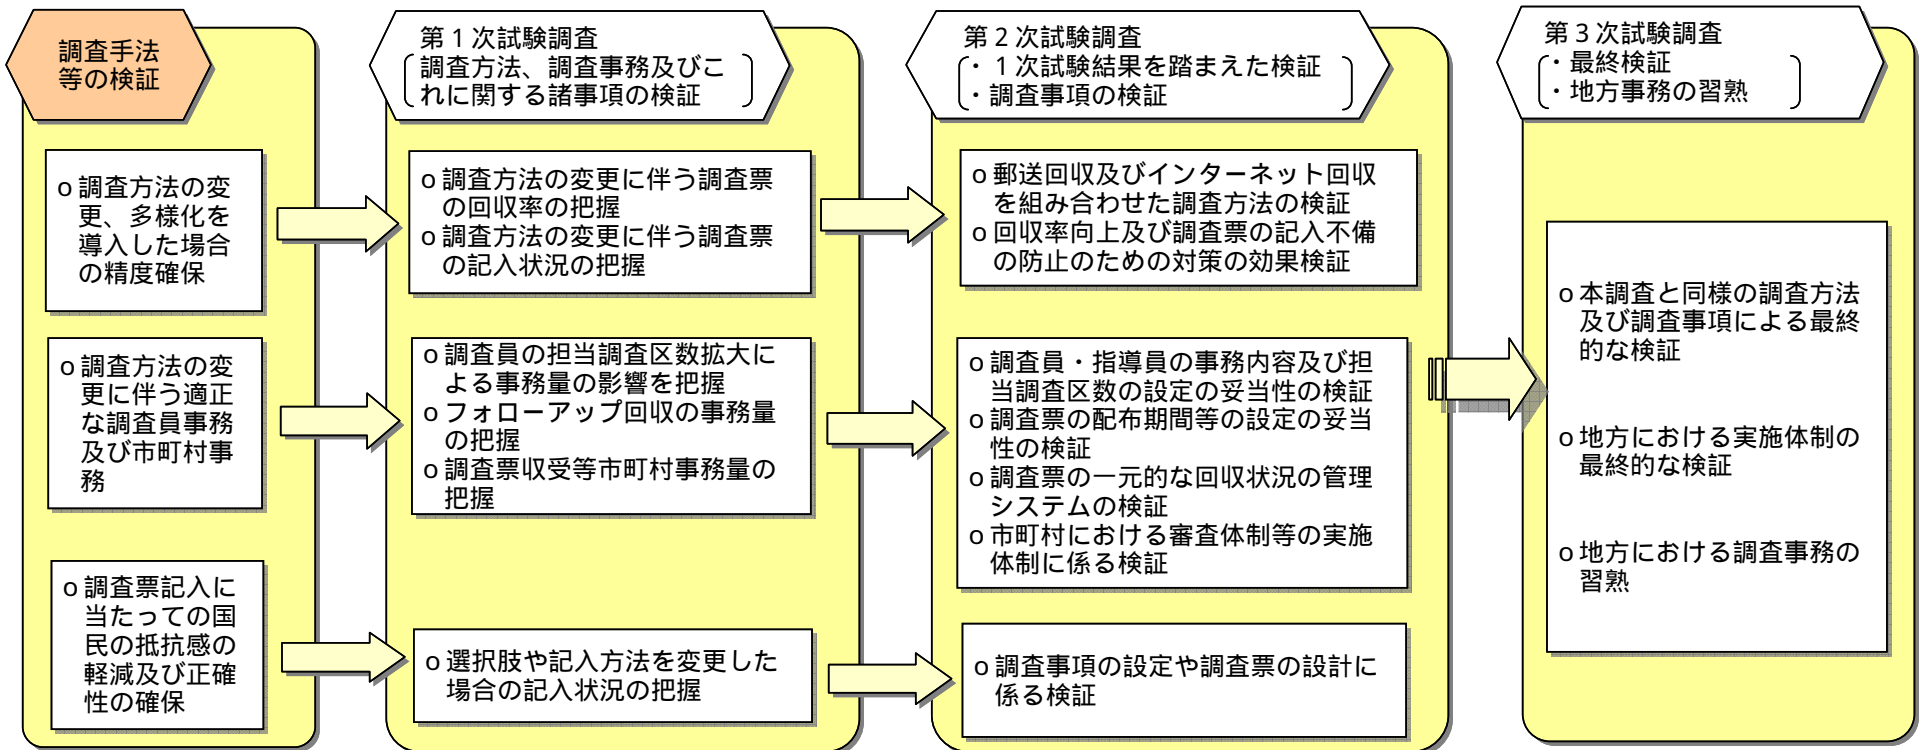 調査手法
等の検証
o 調査方法の変
更、多様化を
導入した場合
の精度確保
o 調査方法の変
更に伴う適正
な調査員事務
及び市町村事
務
o 調査票記入に
当たっての国
民の抵抗感の
軽減及び正確
性の確保
第１次試験調査
調査方法、調査事務及びこ
れに関する諸事項の検証
o 調査方法の変更に伴う調査票
の回収率の把握
o 調査方法の変更に伴う調査票
の記入状況の把握
o 調査員の担当調査区数拡大に
よる事務量の影響を把握
o フォローアップ回収の事務量
の把握
o 調査票収受等市町村事務量の
把握
o 選択肢や記入方法を変更した
場合の記入状況の把握
第２次試験調査
・１次試験結果を踏まえた検証
・調査事項の検証
o 郵送回収及びインターネット回収
を組み合わせた調査方法の検証
o 回収率向上及び調査票の記入不備
の防止のための対策の効果検証
o 調査員・指導員の事務内容及び担
当調査区数の設定の妥当性の検証
o 調査票の配布期間等の設定の妥当
性の検証
o 調査票の一元的な回収状況の管理
システムの検証
o 市町村における審査体制等の実施
体制に係る検証
o 調査事項の設定や調査票の設計に
係る検証
第３次試験調査
・最終検証
・地方事務の習熟
o 本調査と同様の調査方法
及び調査事項による最終
的な検証
o 地方における実施体制の
最終的な検証
o 地方における調査事務の
習熟